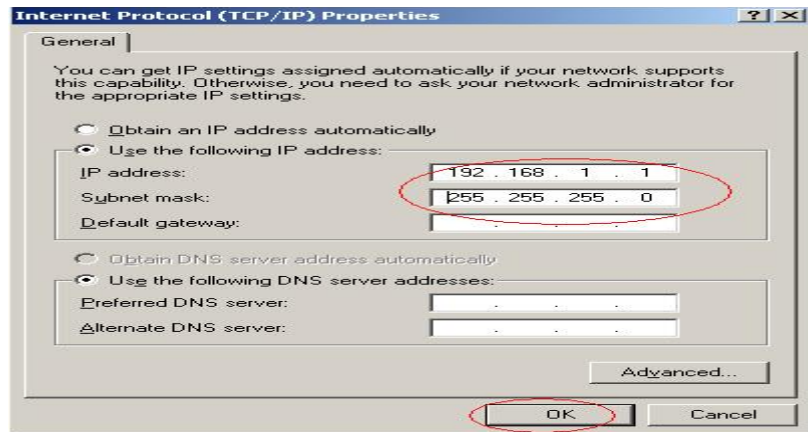 Internet Protocol (TCP/IP) Properties
General
You can get IP settings assigned automatically if your network supports
this capability. Otherwise, you need to ask your network administrator for
the appropriate IP settings.
Obtain an IP address automatically
Use the following IP address:
IP address: 192 . 168 . 1 . 1
Subnet mask: 255 . 255 . 255 . 0
Default gateway: . . .
Obtain DNS server address automatically
Use the following DNS server addresses:
Preferred DNS server: . . .
Alternate DNS server: . . .
Advanced...
OK Cancel